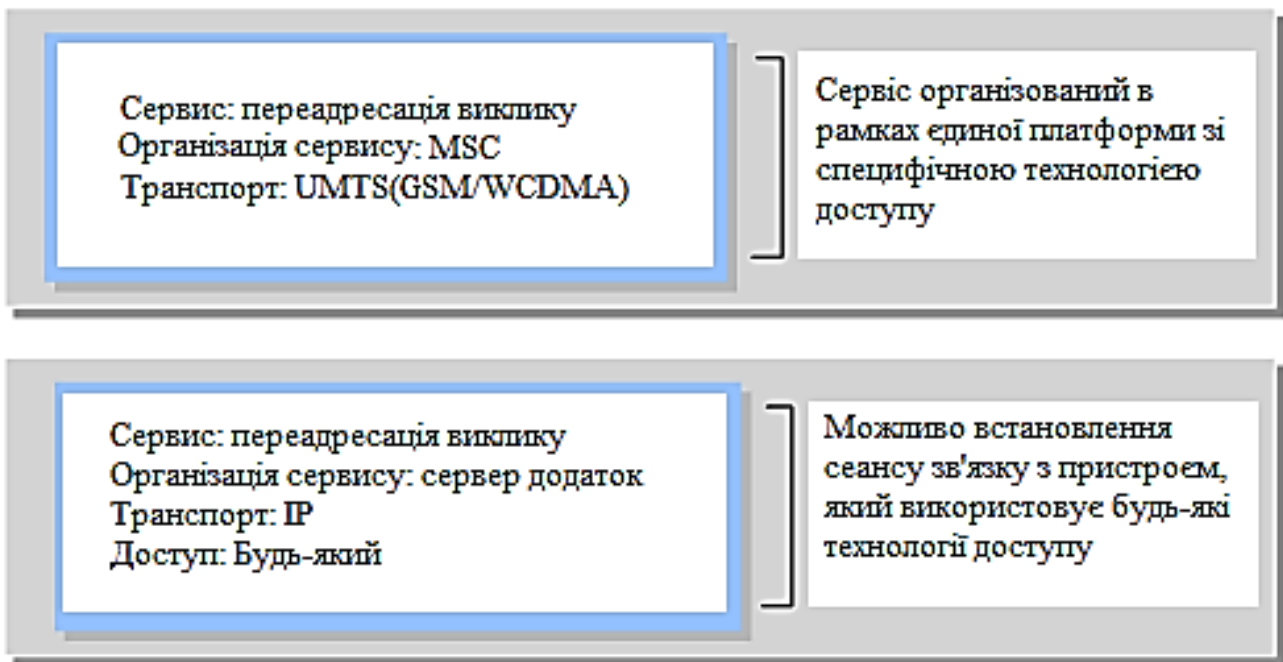 Сервис: переадресація виклику
Організація сервису: MSC
Транспорт: UMTS(GSM/WCDMA)
Сервіс організований в
рамках єдиної платформи зі
специфічною технологією
доступу
Сервис: переадресація виклику
Організація сервису: сервер додаток
Транспорт: IP
Доступ: Будь-який
Можливо встановлення
сеансу зв'язку з пристроєм,
який використовує будь-які
технології доступу